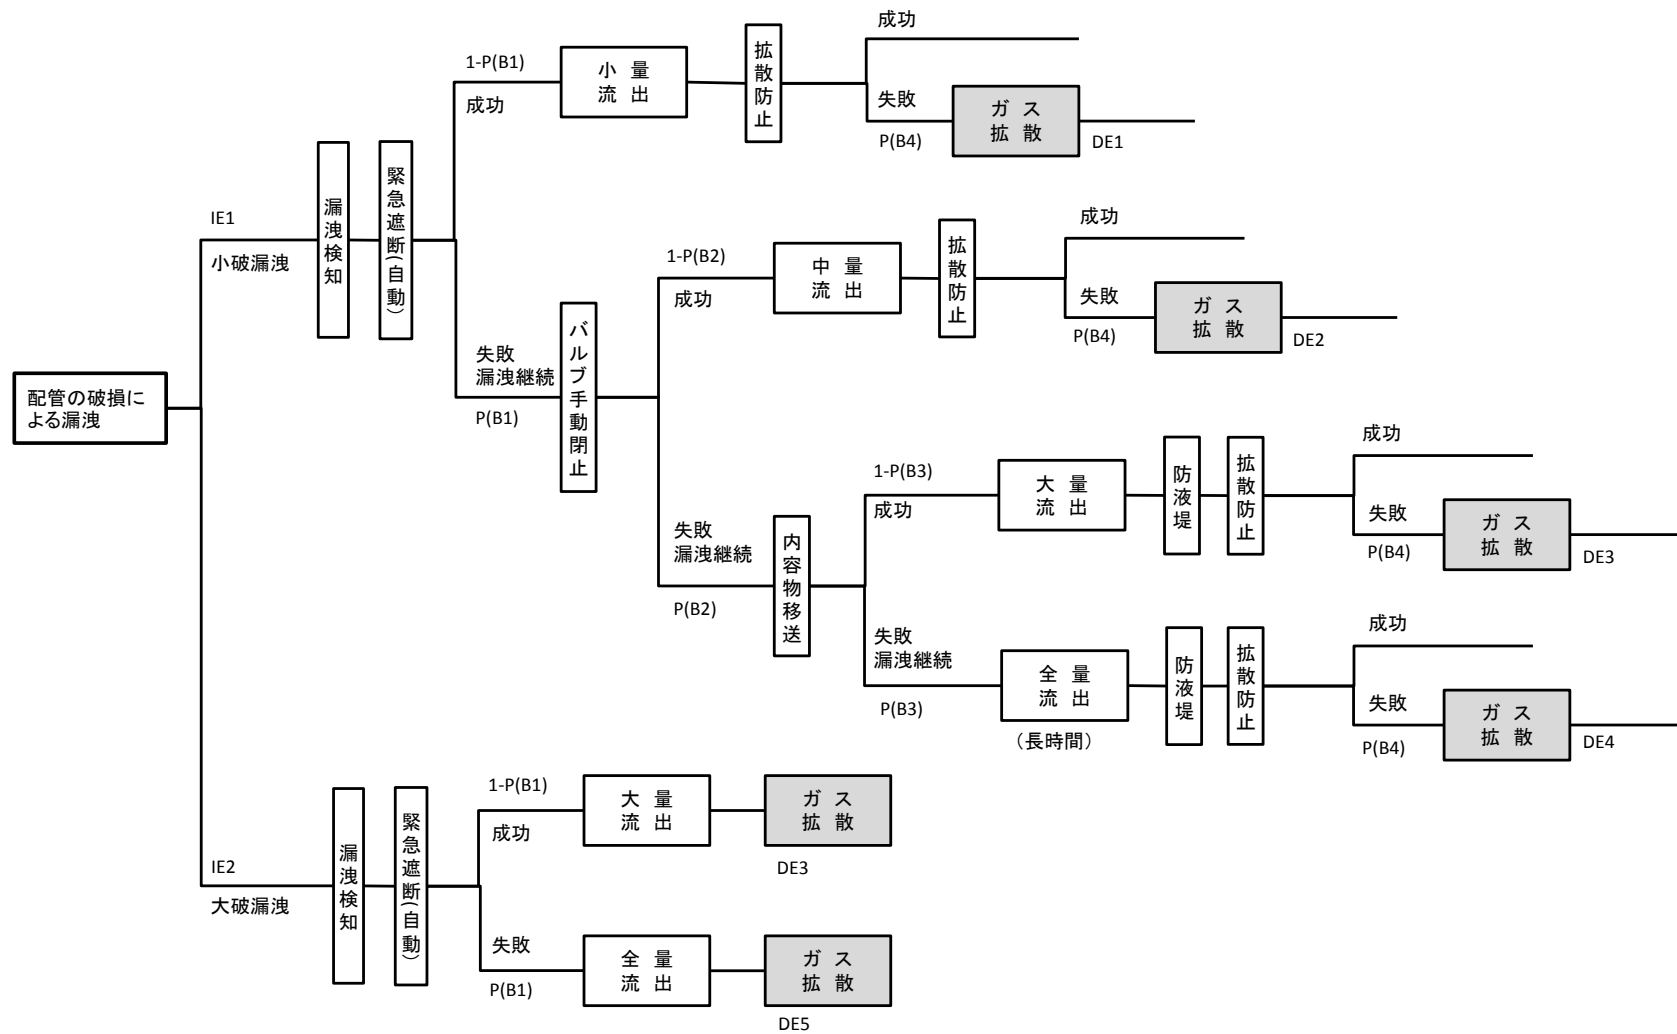 配管の破損に
よる漏洩
IE1
小破漏洩
漏洩検知
緊急遮断(自動)
1-P(B1)
成功
小 量
流 出
拡散防止
成功
失敗
P(B4)
ガ ス
拡 散
DE1
失敗
漏洩継続
P(B1)
バルブ手動閉止
1-P(B2)
成功
中 量
流 出
拡散防止
成功
失敗
P(B4)
ガ ス
拡 散
DE2
失敗
漏洩継続
P(B2)
内容物移送
1-P(B3)
成功
大 量
流 出
防液堤
拡散防止
成功
失敗
P(B4)
ガ ス
拡 散
DE3
失敗
漏洩継続
P(B3)
全 量
流 出
(長時間)
防液堤
拡散防止
成功
失敗
P(B4)
ガ ス
拡 散
DE4
IE2
大破漏洩
漏洩検知
緊急遮断(自動)
1-P(B1)
成功
大 量
流 出
ガ ス
拡 散
DE3
失敗
P(B1)
全 量
流 出
ガ ス
拡 散
DE5